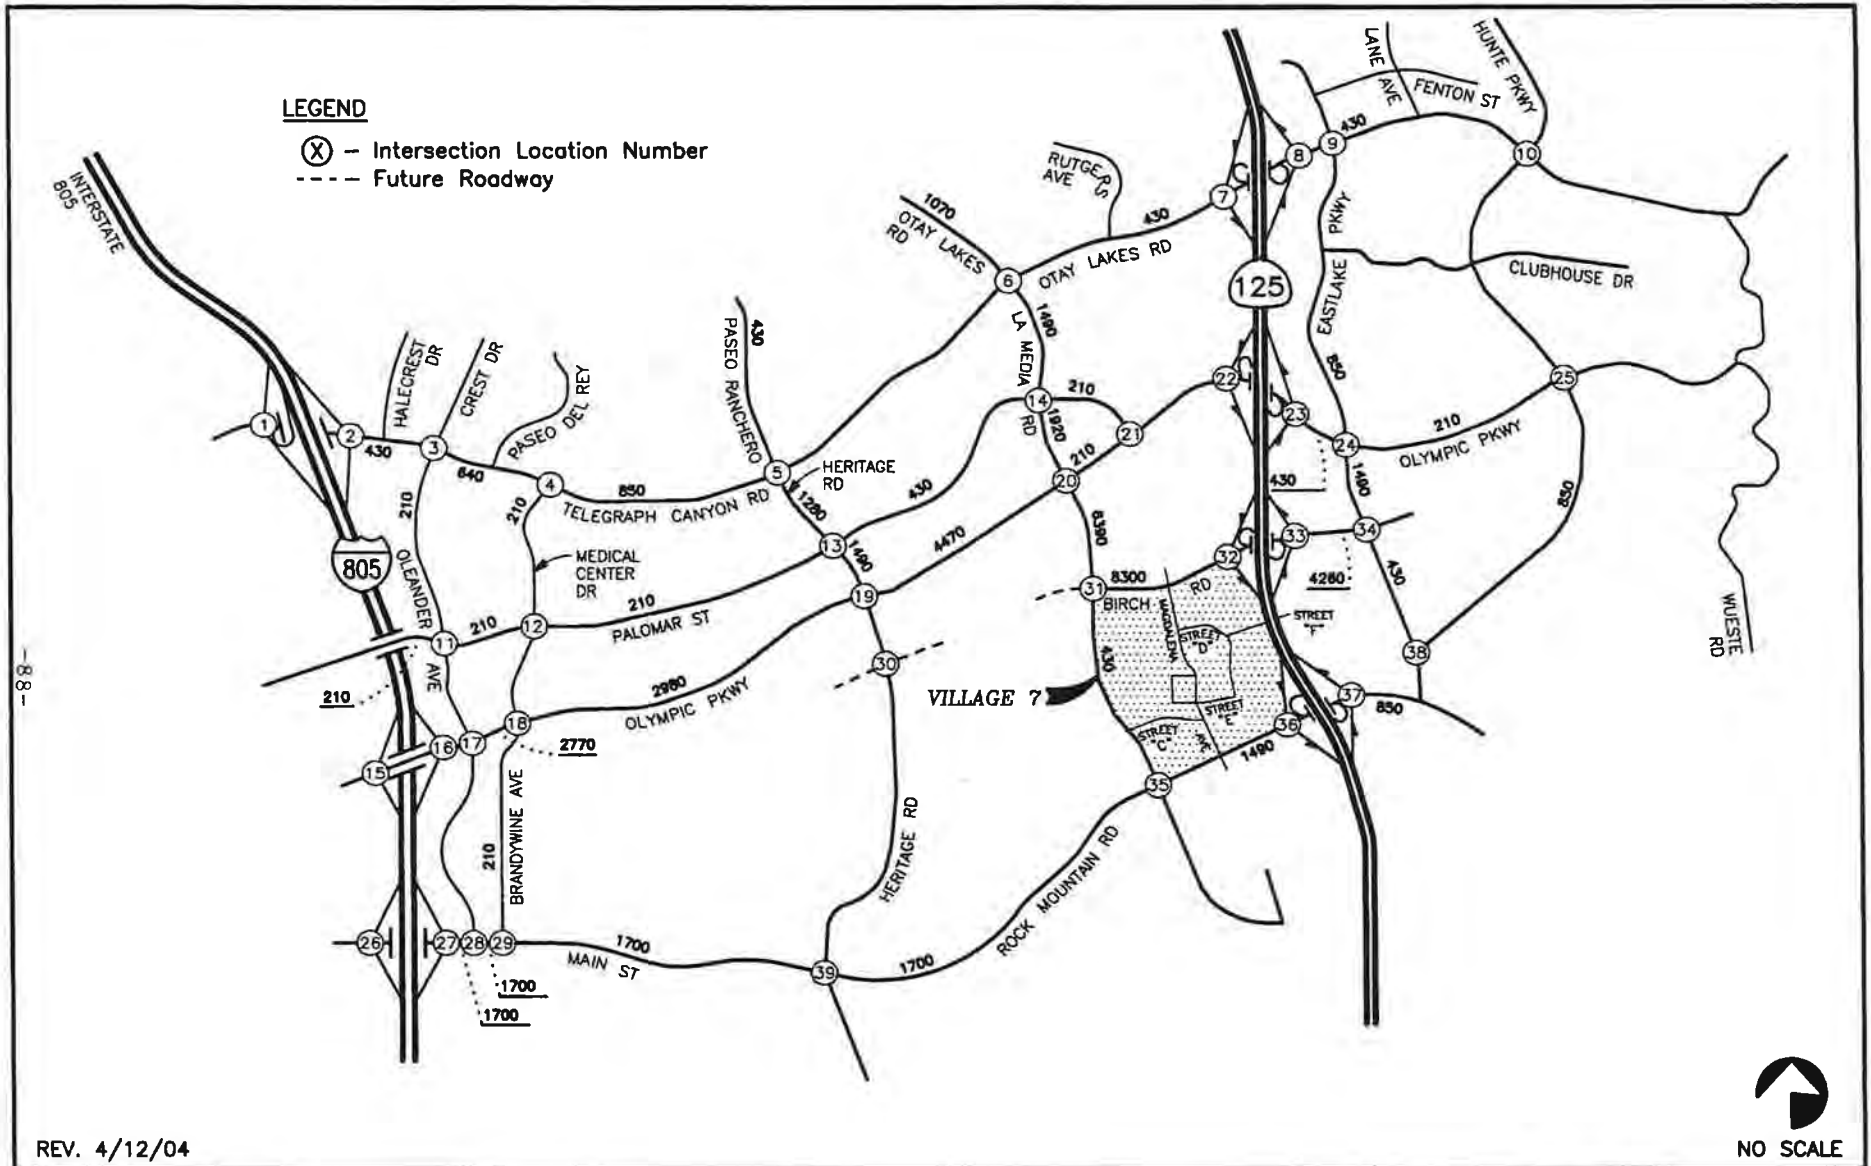 LEGEND
X – Intersection Location Number
---- Future Roadway
INTERSTATE
805
HALECREST
DR
CREST DR
PASEO DEL REY
1
2
430
3
640
4
210
850
TELEGRAPH CANYON RD
210
OLEANDER
AVE
805
MEDICAL
CENTER
DR
430
PASEO RANCHERO
5
HERITAGE
RD
1280
13
1490
430
1070
OTAY LAKES
RD
6
RUTGERS
AVE
430
OTAY LAKES RD
7
8
9
430
LANE
AVE
FENTON ST
HUNTE PKWY
10
125
EASTLAKE
PKWY
CLUBHOUSE DR
850
1490
LA
MEDIA
RD
14
210
1920
21
210
20
22
23
24
210
OLYMPIC PKWY
25
430
1490
850
4470
19
8390
33
34
32
4260
430
31
8300
BIRCH
RD
MAGDALENA
AVE
STREET
"D"
STREET
"F"
STREET
"E"
STREET
"C"
430
VILLAGE 7
36
37
850
38
1490
35
WUESTE
RD
11
210
12
210
PALOMAR ST
210
2980
OLYMPIC PKWY
30
15
16
17
18
2770
BRANDYWINE AVE
210
HERITAGE RD
ROCK MOUNTAIN RD
26
27
28
29
1700
MAIN ST
39
1700
1700
1700
-88-
REV. 4/12/04
NO SCALE